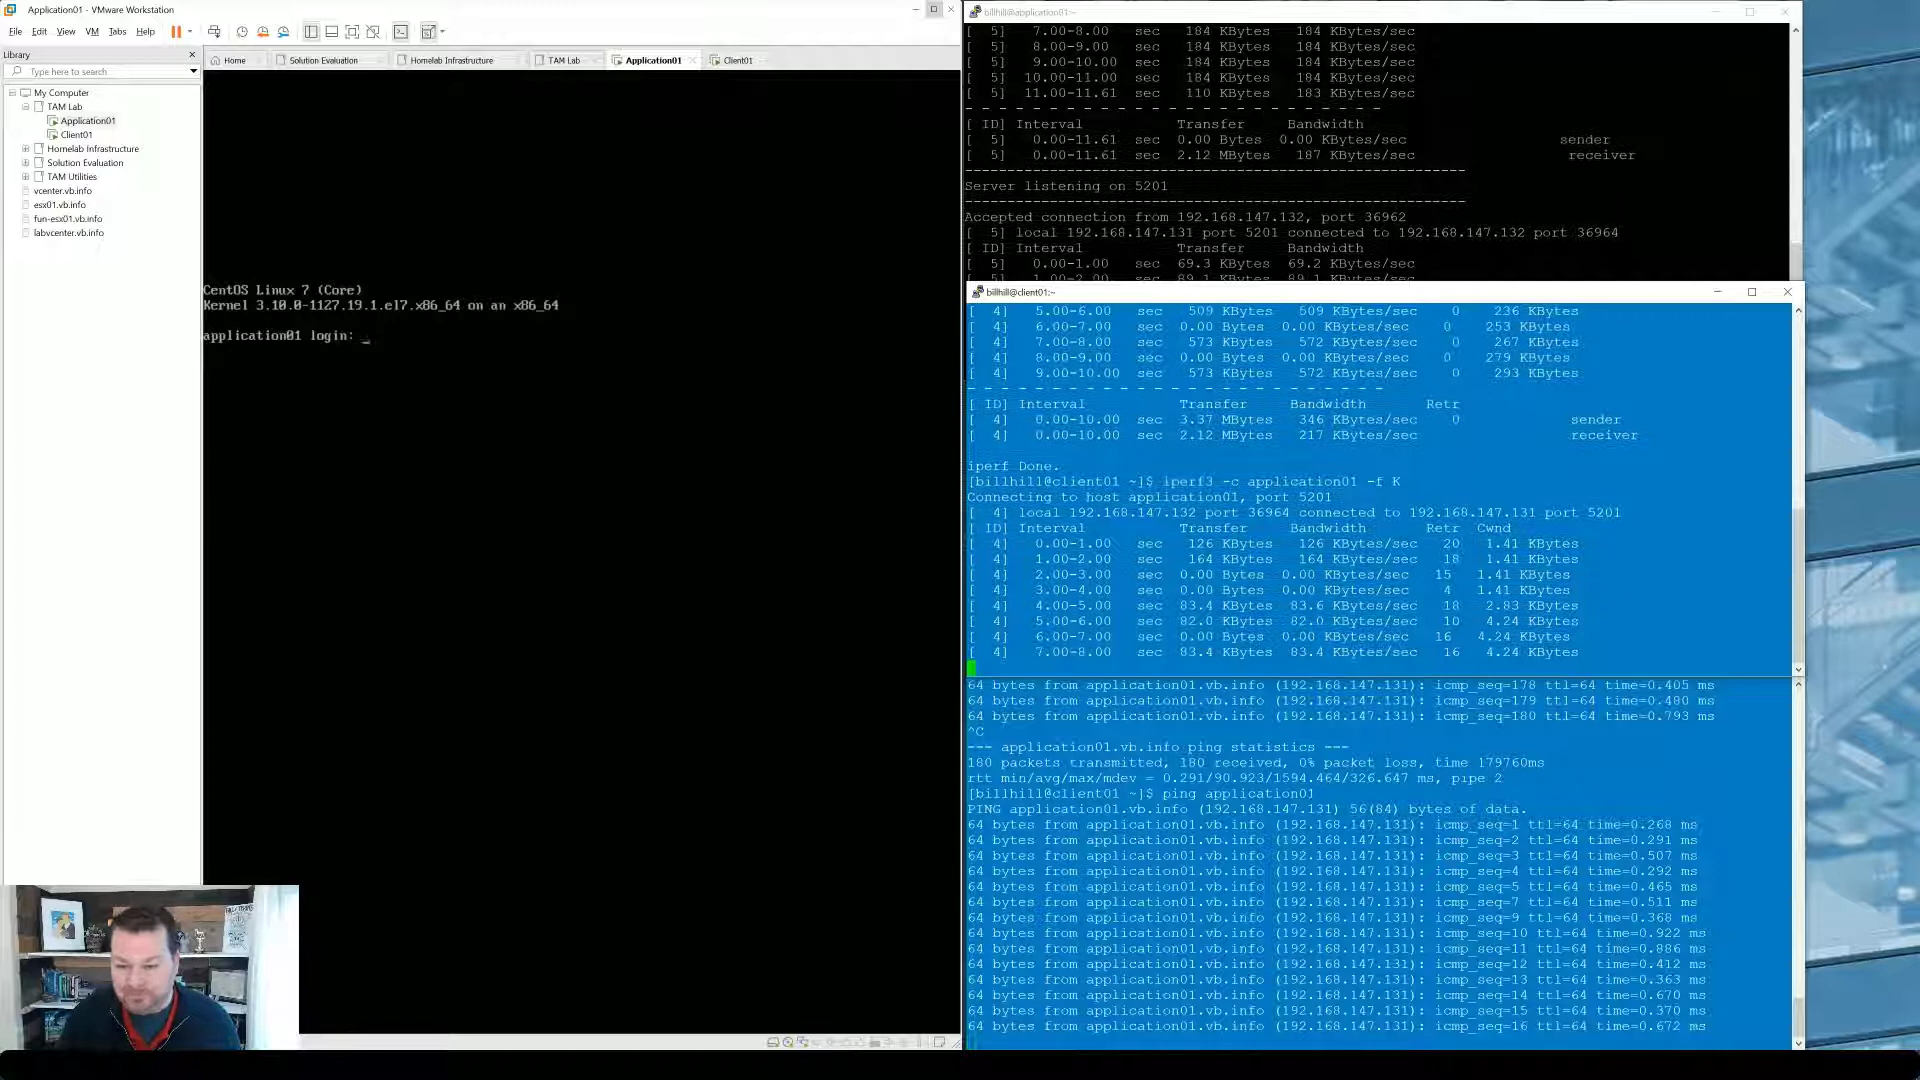 Application01 - VMware Workstation
File Edit View VM Tabs Help
Library
Type here to search
My Computer
TAM Lab
Application01
Client01
Homelab Infrastructure
Solution Evaluation
TAM Utilities
vcenter.vb.info
esx01.vb.info
fun-esx01.vb.info
labvcenter.vb.info
Home Solution Evaluation Homelab Infrastructure TAM Lab Application01 Client01
CentOS Linux 7 (Core)
Kernel 3.10.0-1127.19.1.el7.x86_64 on an x86_64
application01 login: _
billhill@application01:~
[ 5] 7.00-8.00 sec 184 KBytes 184 KBytes/sec
[ 5] 8.00-9.00 sec 184 KBytes 184 KBytes/sec
[ 5] 9.00-10.00 sec 184 KBytes 184 KBytes/sec
[ 5] 10.00-11.00 sec 184 KBytes 184 KBytes/sec
[ 5] 11.00-11.61 sec 110 KBytes 183 KBytes/sec
- - - - - - - - - - - - - - - - - - - - - - - - -
[ ID] Interval Transfer Bandwidth
[ 5] 0.00-11.61 sec 0.00 Bytes 0.00 KBytes/sec sender
[ 5] 0.00-11.61 sec 2.12 MBytes 187 KBytes/sec receiver
-----------------------------------------------------------
Server listening on 5201
-----------------------------------------------------------
Accepted connection from 192.168.147.132, port 36962
[ 5] local 192.168.147.131 port 5201 connected to 192.168.147.132 port 36964
[ ID] Interval Transfer Bandwidth
[ 5] 0.00-1.00 sec 69.3 KBytes 69.2 KBytes/sec
[ 5] 1.00-2.00 sec 89.1 KBytes 89.1 KBytes/sec
billhill@client01:~
[ 4] 5.00-6.00 sec 509 KBytes 509 KBytes/sec 0 236 KBytes
[ 4] 6.00-7.00 sec 0.00 Bytes 0.00 KBytes/sec 0 253 KBytes
[ 4] 7.00-8.00 sec 573 KBytes 572 KBytes/sec 0 267 KBytes
[ 4] 8.00-9.00 sec 0.00 Bytes 0.00 KBytes/sec 0 279 KBytes
[ 4] 9.00-10.00 sec 573 KBytes 572 KBytes/sec 0 293 KBytes
- - - - - - - - - - - - - - - - - - - - - - - - -
[ ID] Interval Transfer Bandwidth Retr
[ 4] 0.00-10.00 sec 3.37 MBytes 346 KBytes/sec 0 sender
[ 4] 0.00-10.00 sec 2.12 MBytes 217 KBytes/sec receiver
iperf Done.
[billhill@client01 ~]$ iperf3 -c application01 -f K
Connecting to host application01, port 5201
[ 4] local 192.168.147.132 port 36964 connected to 192.168.147.131 port 5201
[ ID] Interval Transfer Bandwidth Retr Cwnd
[ 4] 0.00-1.00 sec 126 KBytes 126 KBytes/sec 20 1.41 KBytes
[ 4] 1.00-2.00 sec 164 KBytes 164 KBytes/sec 18 1.41 KBytes
[ 4] 2.00-3.00 sec 0.00 Bytes 0.00 KBytes/sec 15 1.41 KBytes
[ 4] 3.00-4.00 sec 0.00 Bytes 0.00 KBytes/sec 4 1.41 KBytes
[ 4] 4.00-5.00 sec 83.4 KBytes 83.6 KBytes/sec 18 2.83 KBytes
[ 4] 5.00-6.00 sec 82.0 KBytes 82.0 KBytes/sec 10 4.24 KBytes
[ 4] 6.00-7.00 sec 0.00 Bytes 0.00 KBytes/sec 16 4.24 KBytes
[ 4] 7.00-8.00 sec 83.4 KBytes 83.4 KBytes/sec 16 4.24 KBytes
64 bytes from application01.vb.info (192.168.147.131): icmp_seq=178 ttl=64 time=0.405 ms
64 bytes from application01.vb.info (192.168.147.131): icmp_seq=179 ttl=64 time=0.480 ms
64 bytes from application01.vb.info (192.168.147.131): icmp_seq=180 ttl=64 time=0.793 ms
^C
--- application01.vb.info ping statistics ---
180 packets transmitted, 180 received, 0% packet loss, time 179760ms
rtt min/avg/max/mdev = 0.291/90.923/1594.464/326.647 ms, pipe 2
[billhill@client01 ~]$ ping application01
PING application01.vb.info (192.168.147.131) 56(84) bytes of data.
64 bytes from application01.vb.info (192.168.147.131): icmp_seq=1 ttl=64 time=0.268 ms
64 bytes from application01.vb.info (192.168.147.131): icmp_seq=2 ttl=64 time=0.291 ms
64 bytes from application01.vb.info (192.168.147.131): icmp_seq=3 ttl=64 time=0.507 ms
64 bytes from application01.vb.info (192.168.147.131): icmp_seq=4 ttl=64 time=0.292 ms
64 bytes from application01.vb.info (192.168.147.131): icmp_seq=5 ttl=64 time=0.465 ms
64 bytes from application01.vb.info (192.168.147.131): icmp_seq=7 ttl=64 time=0.511 ms
64 bytes from application01.vb.info (192.168.147.131): icmp_seq=9 ttl=64 time=0.368 ms
64 bytes from application01.vb.info (192.168.147.131): icmp_seq=10 ttl=64 time=0.922 ms
64 bytes from application01.vb.info (192.168.147.131): icmp_seq=11 ttl=64 time=0.886 ms
64 bytes from application01.vb.info (192.168.147.131): icmp_seq=12 ttl=64 time=0.412 ms
64 bytes from application01.vb.info (192.168.147.131): icmp_seq=13 ttl=64 time=0.363 ms
64 bytes from application01.vb.info (192.168.147.131): icmp_seq=14 ttl=64 time=0.670 ms
64 bytes from application01.vb.info (192.168.147.131): icmp_seq=15 ttl=64 time=0.370 ms
64 bytes from application01.vb.info (192.168.147.131): icmp_seq=16 ttl=64 time=0.672 ms